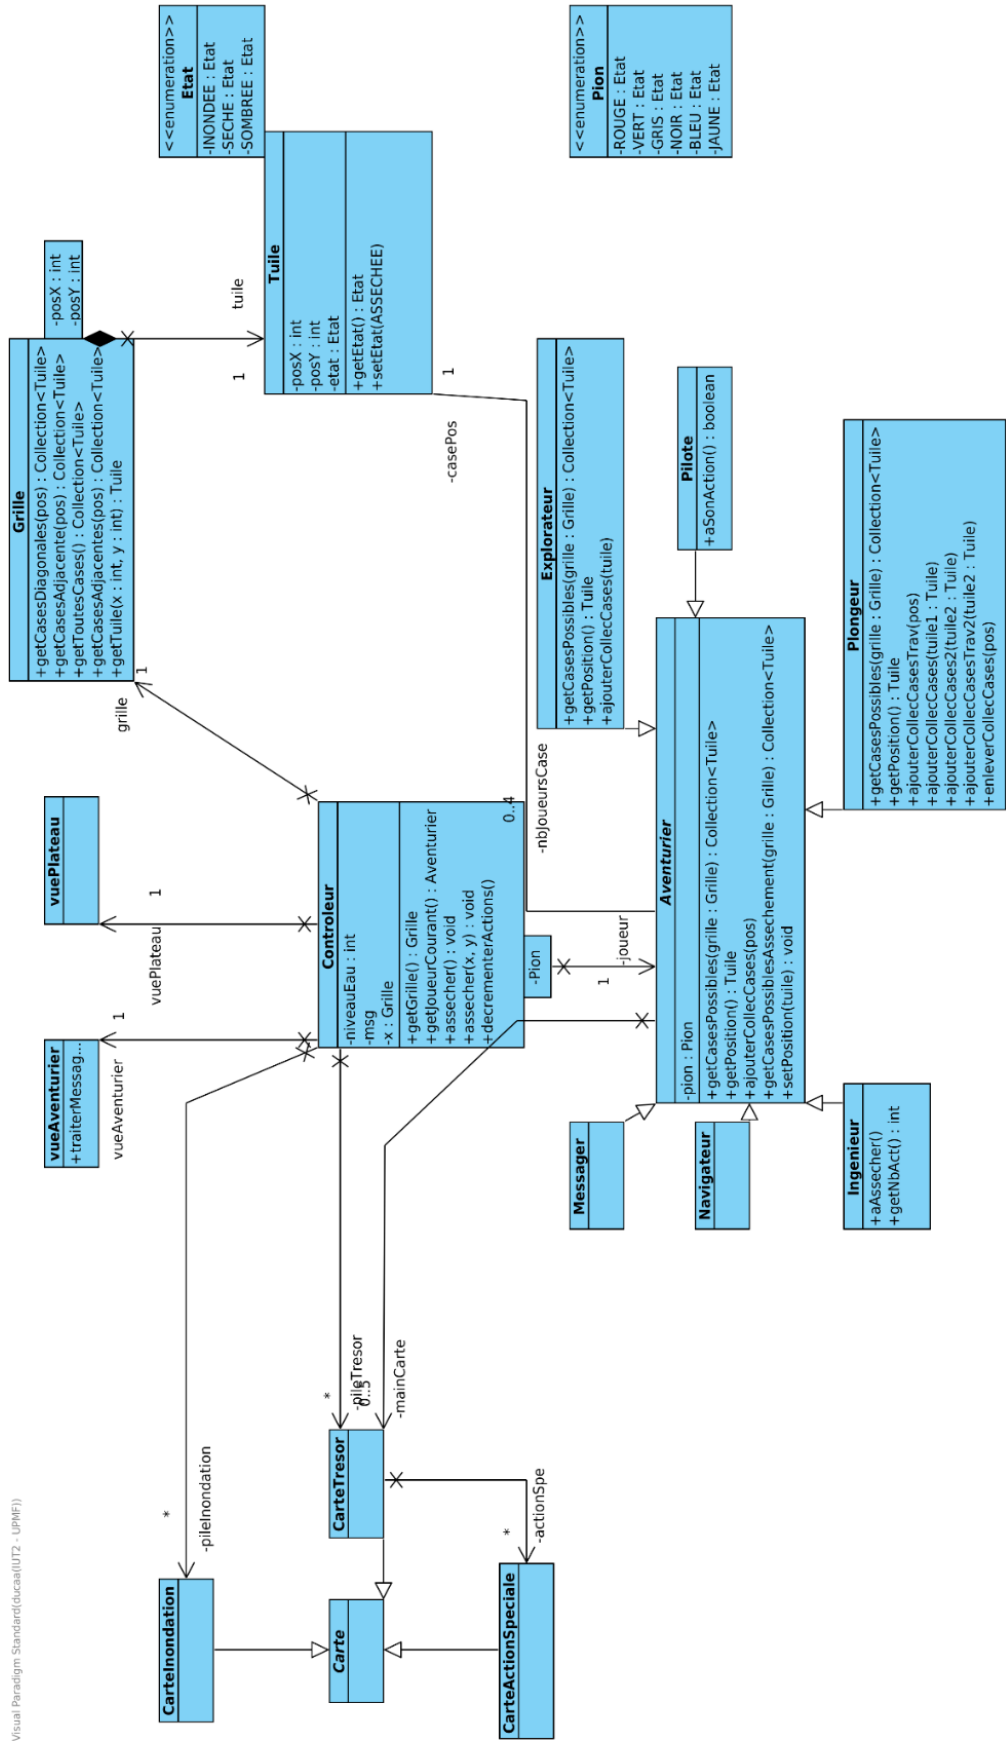 Visual Paradigm Standard(ducaa(IUT2 - UPMF))
Grille
+getCasesDiagonales(pos) : Collection<Tuile>
+getCasesAdjacente(pos) : Collection<Tuile>
+getToutesCases() : Collection<Tuile>
+getCasesAdjacentes(pos) : Collection<Tuile>
+getTuile(x : int, y : int) : Tuile
-posX : int
-posY : int
<<enumeration>>
Etat
-INONDEE : Etat
-SECHE : Etat
-SOMBREE : Etat
1
tuile
Tuile
-posX : int
-posY : int
-etat : Etat
+getEtat() : Etat
+setEtat(ASSECHEE)
<<enumeration>>
Pion
-ROUGE : Etat
-VERT : Etat
-GRIS : Etat
-NOIR : Etat
-BLEU : Etat
-JAUNE : Etat
vueAventurier
+traiterMessag...
vuePlateau
vueAventurier
1
vuePlateau
1
grille
1
Controleur
-niveauEau : int
-msg
-x : Grille
+getGrille() : Grille
+getJoueurCourant() : Aventurier
+assecher() : void
+assecher(x, y) : void
+decrementerActions()
0..4
-nbJoueursCase
-casePos
1
-Pion
1
-joueur
CarteInondation
*
-pileInondation
*
-pileTresor
0..5
-mainCarte
Carte
CarteTresor
*
-actionSpe
CarteActionSpeciale
Explorateur
+getCasesPossibles(grille : Grille) : Collection<Tuile>
+getPosition() : Tuile
+ajouterCollecCases(tuile)
Messager
Navigateur
Aventurier
-pion : Pion
+getCasesPossibles(grille : Grille) : Collection<Tuile>
+getPosition() : Tuile
+ajouterCollecCases(pos)
+getCasesPossiblesAssechement(grille : Grille) : Collection<Tuile>
+setPosition(tuile) : void
Pilote
+aSonAction() : boolean
Ingenieur
+aAssecher()
+getNbAct() : int
Plongeur
+getCasesPossibles(grille : Grille) : Collection<Tuile>
+getPosition() : Tuile
+ajouterCollecCasesTrav(pos)
+ajouterCollecCases(tuile1 : Tuile)
+ajouterCollecCases2(tuile2 : Tuile)
+ajouterCollecCasesTrav2(tuile2 : Tuile)
+enleverCollecCases(pos)